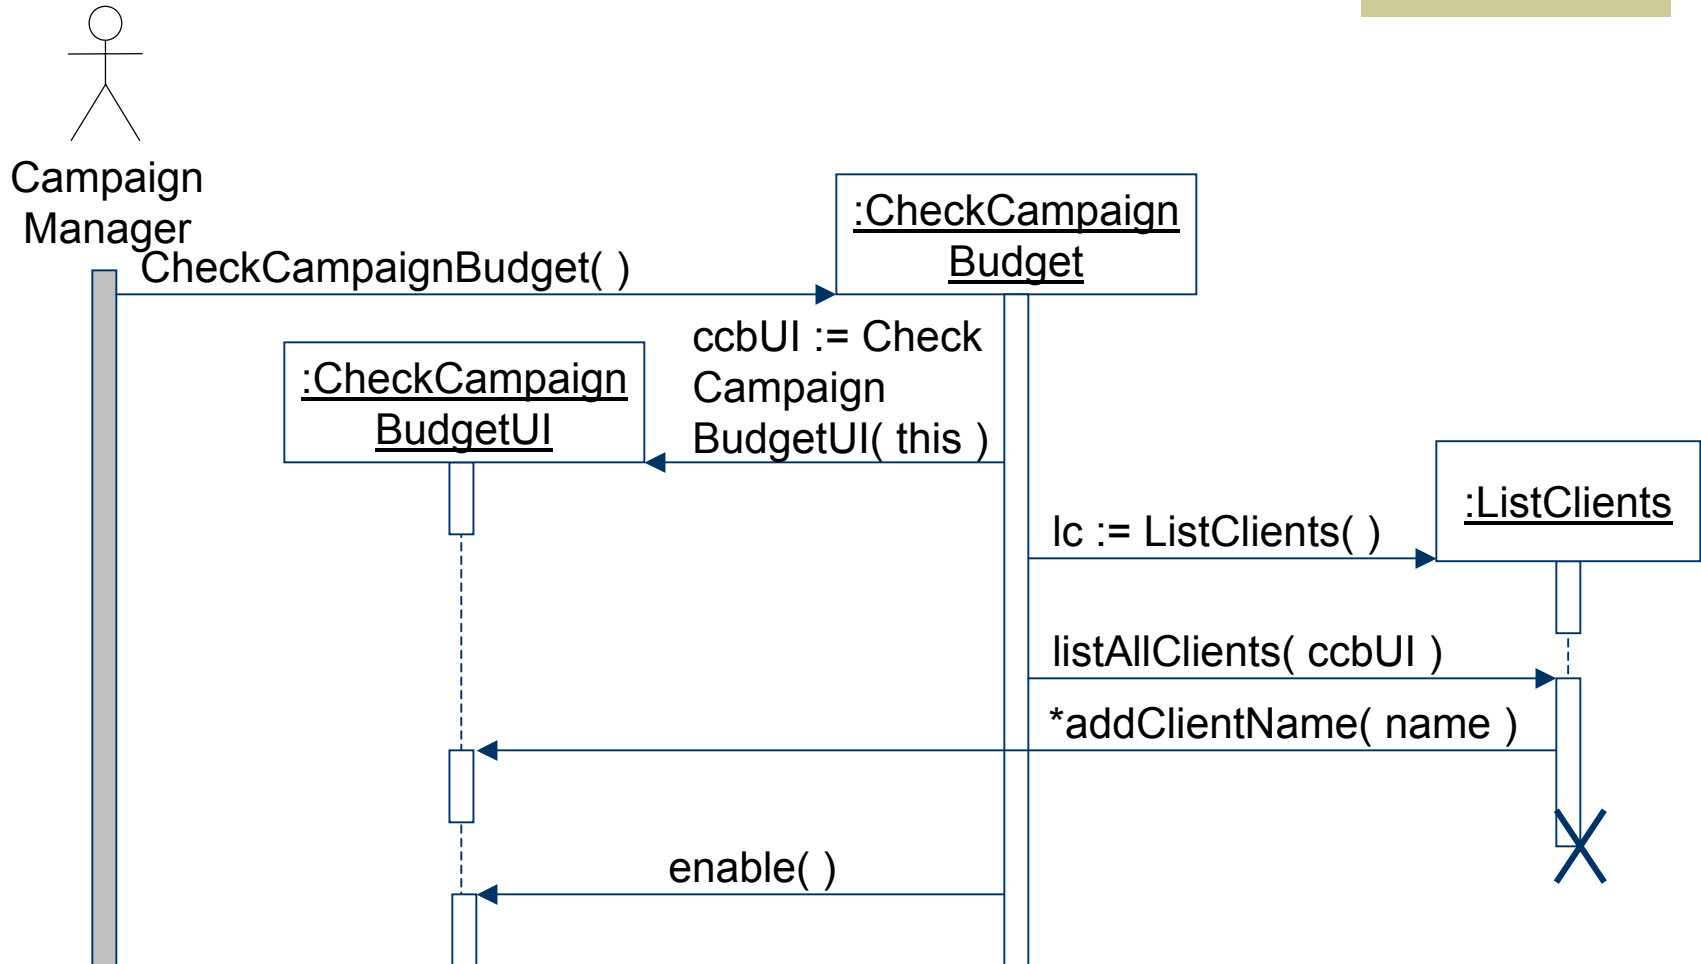 Campaign
Manager
:CheckCampaign
Budget
CheckCampaignBudget( )
ccbUI := Check
Campaign
BudgetUI( this )
:CheckCampaign
BudgetUI
:ListClients
lc := ListClients( )
listAllClients( ccbUI )
*addClientName( name )
enable( )